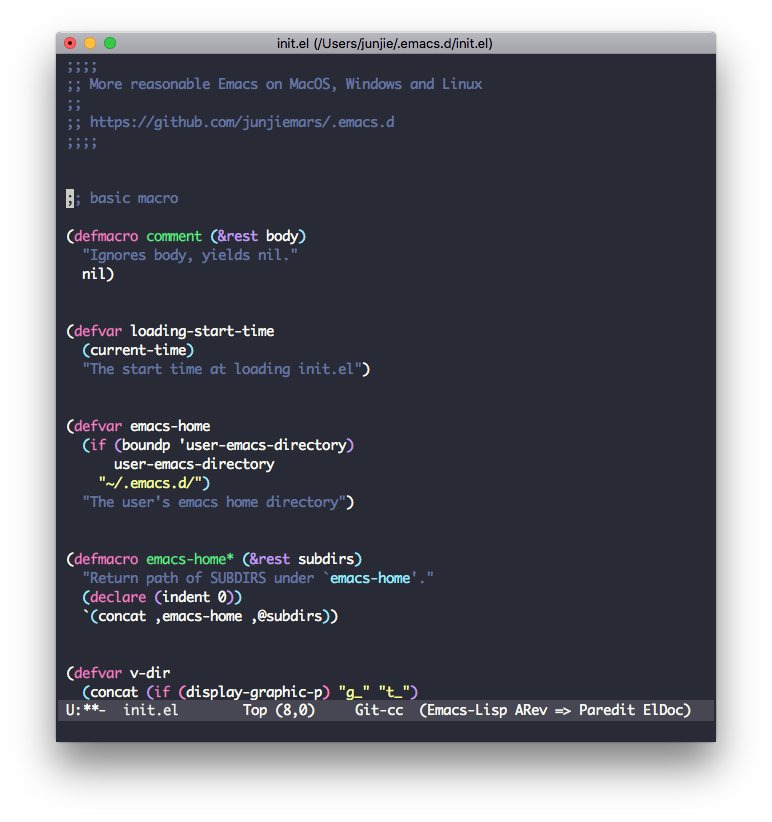 init.el (/Users/junjie/.emacs.d/init.el)
;;;;
;; More reasonable Emacs on MacOS, Windows and Linux
;;
;; https://github.com/junjiemars/.emacs.d
;;;;
;; basic macro
(defmacro comment (&rest body)
  "Ignores body, yields nil."
  nil)
(defvar loading-start-time
  (current-time)
  "The start time at loading init.el")
(defvar emacs-home
  (if (boundp 'user-emacs-directory)
      user-emacs-directory
    "~/.emacs.d/")
  "The user's emacs home directory")
(defmacro emacs-home* (&rest subdirs)
  "Return path of SUBDIRS under `emacs-home'."
  (declare (indent 0))
  `(concat ,emacs-home ,@subdirs))
(defvar v-dir
  (concat (if (display-graphic-p) "g_" "t_")
U:**-  init.el        Top (8,0)     Git-cc  (Emacs-Lisp ARev => Paredit ElDoc)